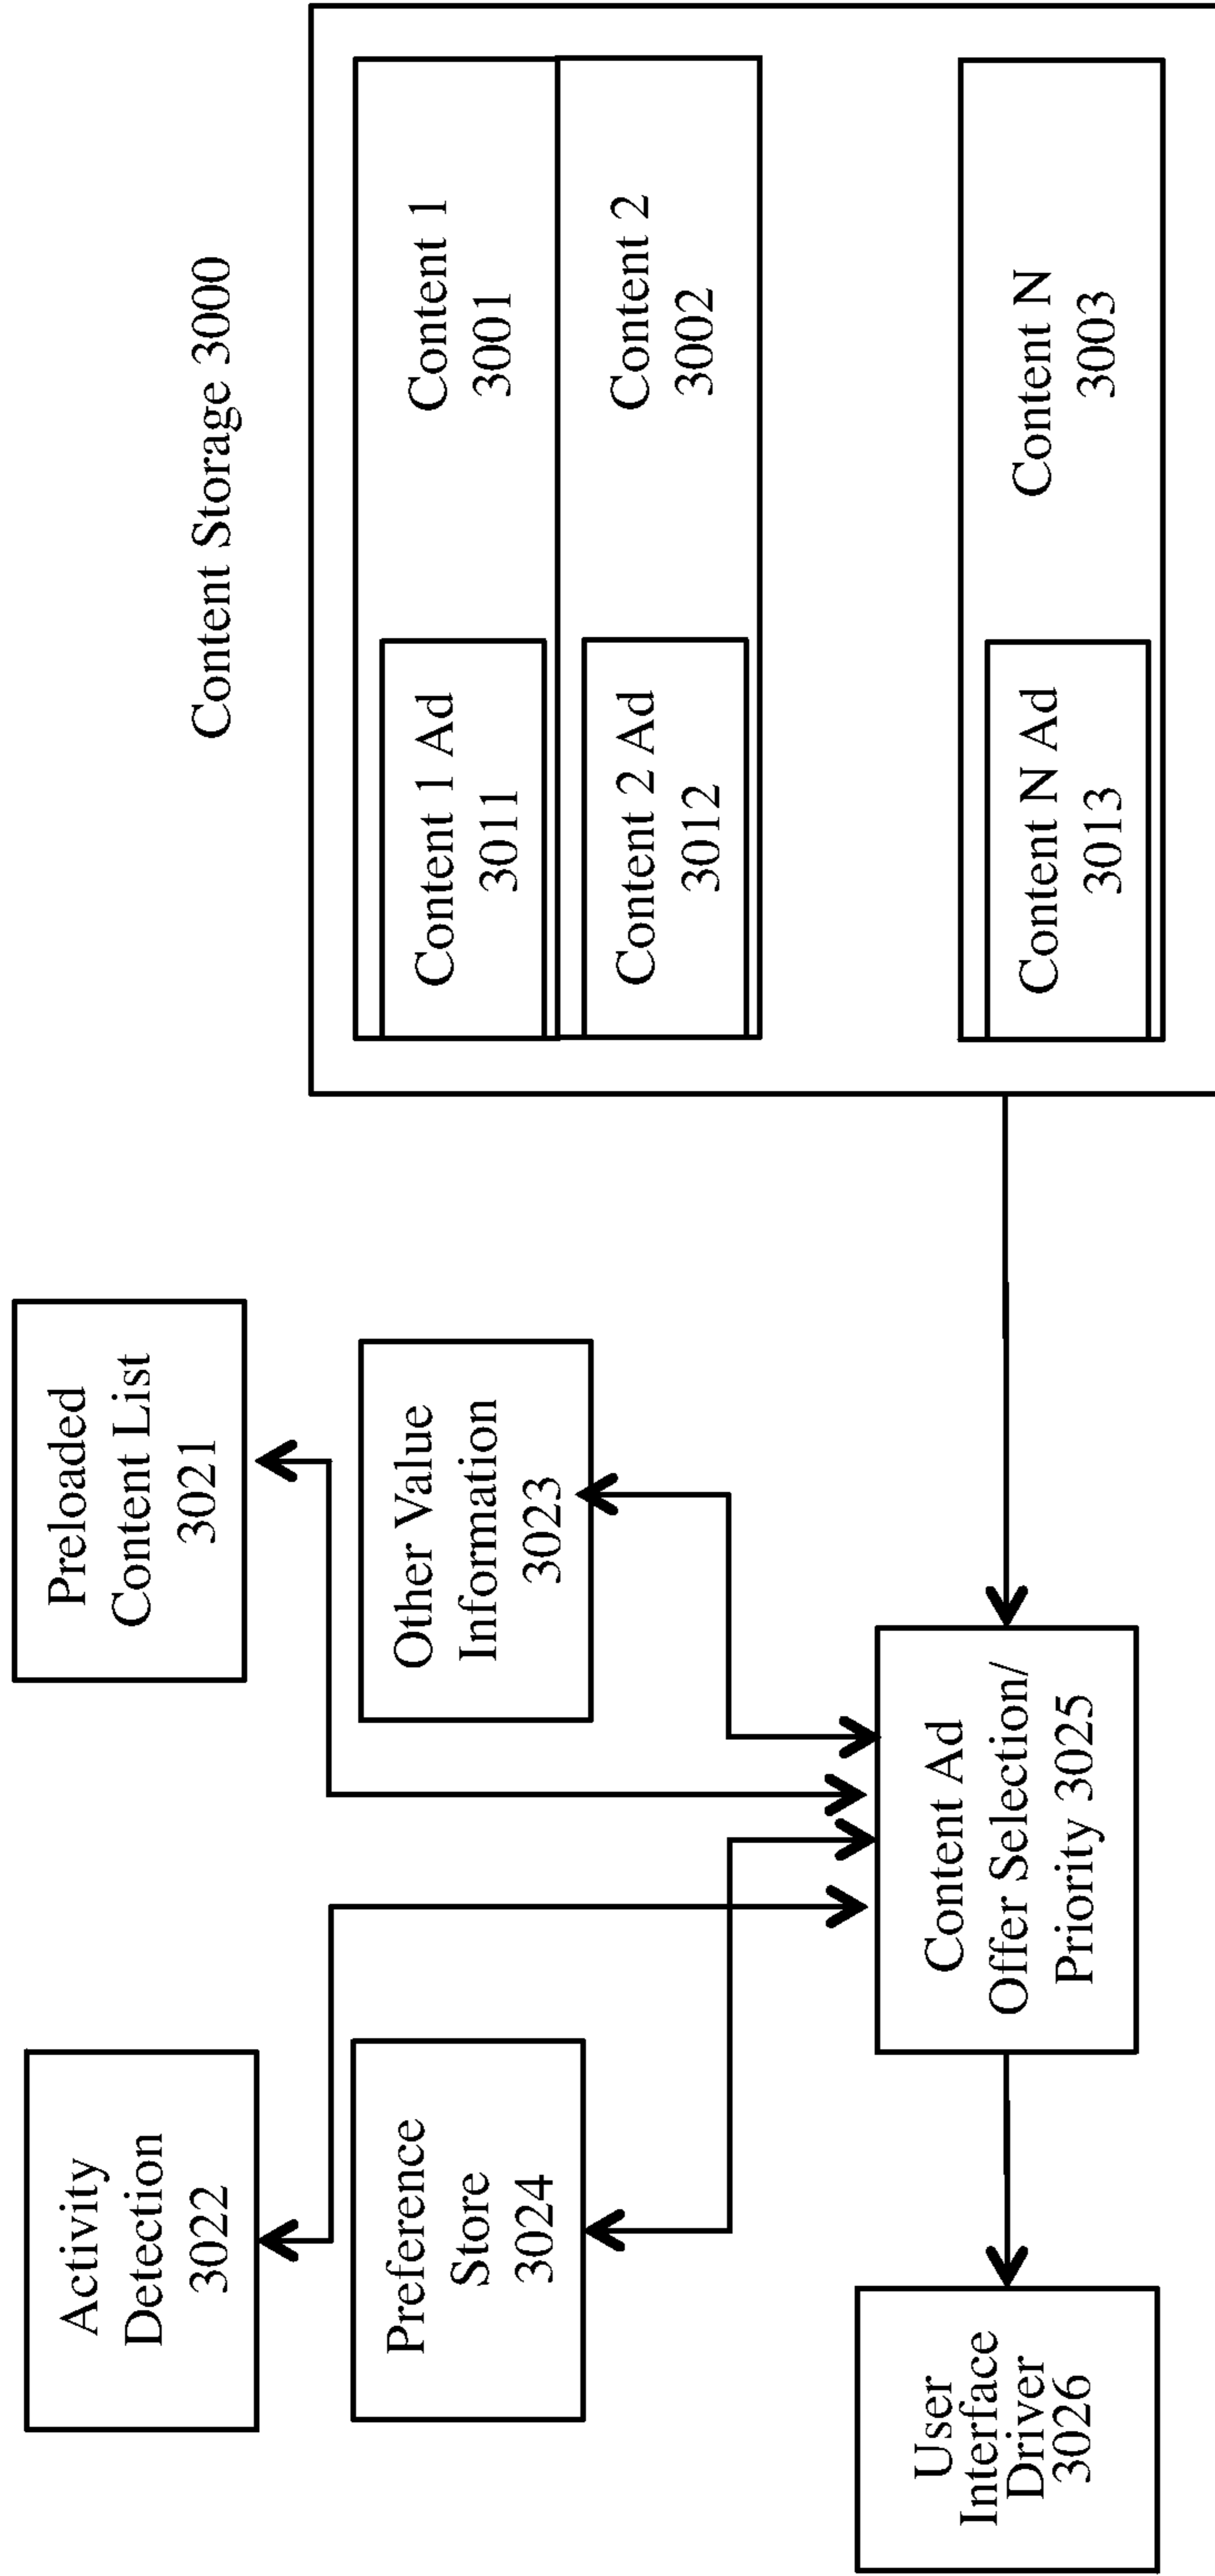 Content Storage 3000
Activity
Detection
3022
Preloaded
Content List
3021
Preference
Store
3024
Other Value
Information
3023
Content 1 Ad
3011
Content 1
3001
Content 2 Ad
3012
Content 2
3002
User
Interface
Driver
3026
Content Ad
Offer Selection/
Priority 3025
Content N Ad
3013
Content N
3003